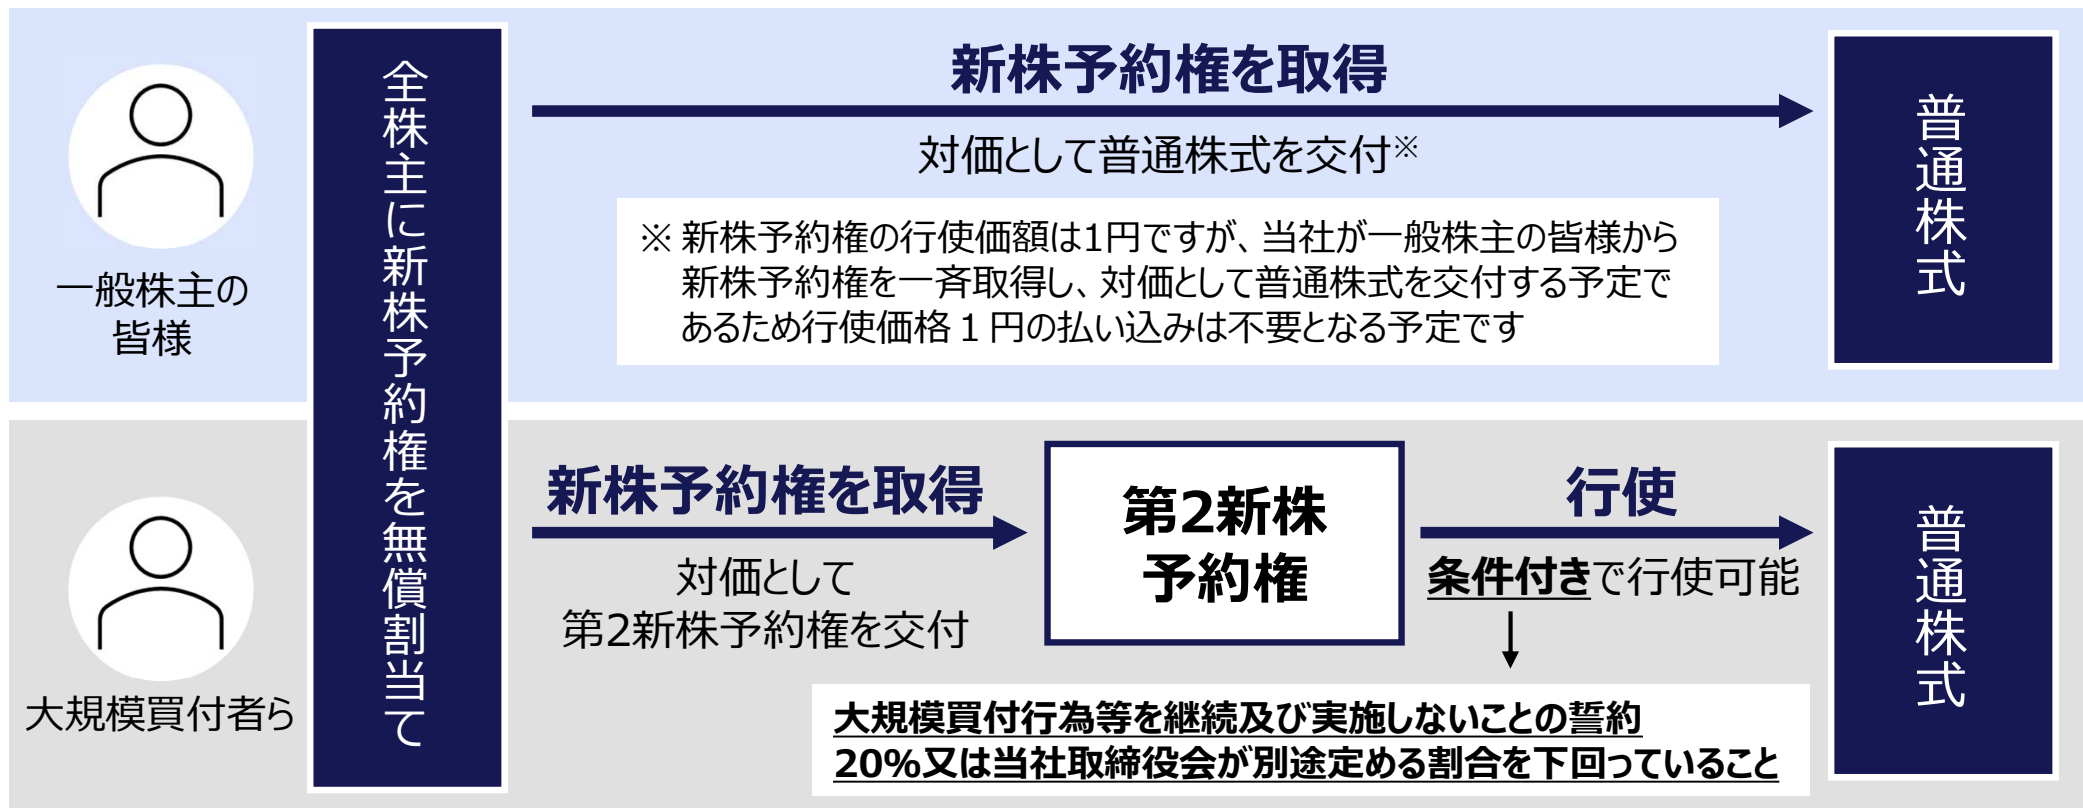 一般株主の
皆様
全株主に新株予約権を無償割当て
新株予約権を取得
対価として普通株式を交付※
※ 新株予約権の行使価額は1円ですが、当社が一般株主の皆様から
新株予約権を一斉取得し、対価として普通株式を交付する予定で
あるため行使価格１円の払い込みは不要となる予定です
普通株式
大規模買付者ら
新株予約権を取得
対価として
第2新株予約権を交付
第2新株
予約権
行使
条件付きで行使可能
大規模買付行為等を継続及び実施しないことの誓約
20%又は当社取締役会が別途定める割合を下回っていること
普通株式